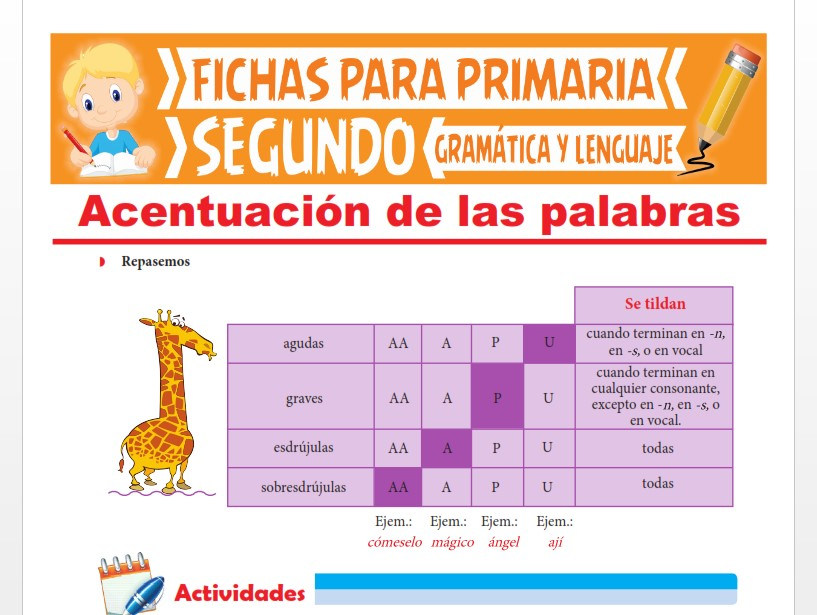 FICHAS PARA PRIMARIA
SEGUNDO GRAMÁTICA Y LENGUAJE
Acentuación de las palabras
Repasemos
Se tildan
agudas AA A P U cuando terminan en -n,
en -s, o en vocal
graves AA A P U cuando terminan en
cualquier consonante,
excepto en -n, en -s, o
en vocal.
esdrújulas AA A P U todas
sobresdrújulas AA A P U todas
Ejem.: Ejem.: Ejem.: Ejem.:
cómeselo mágico ángel ají
Actividades